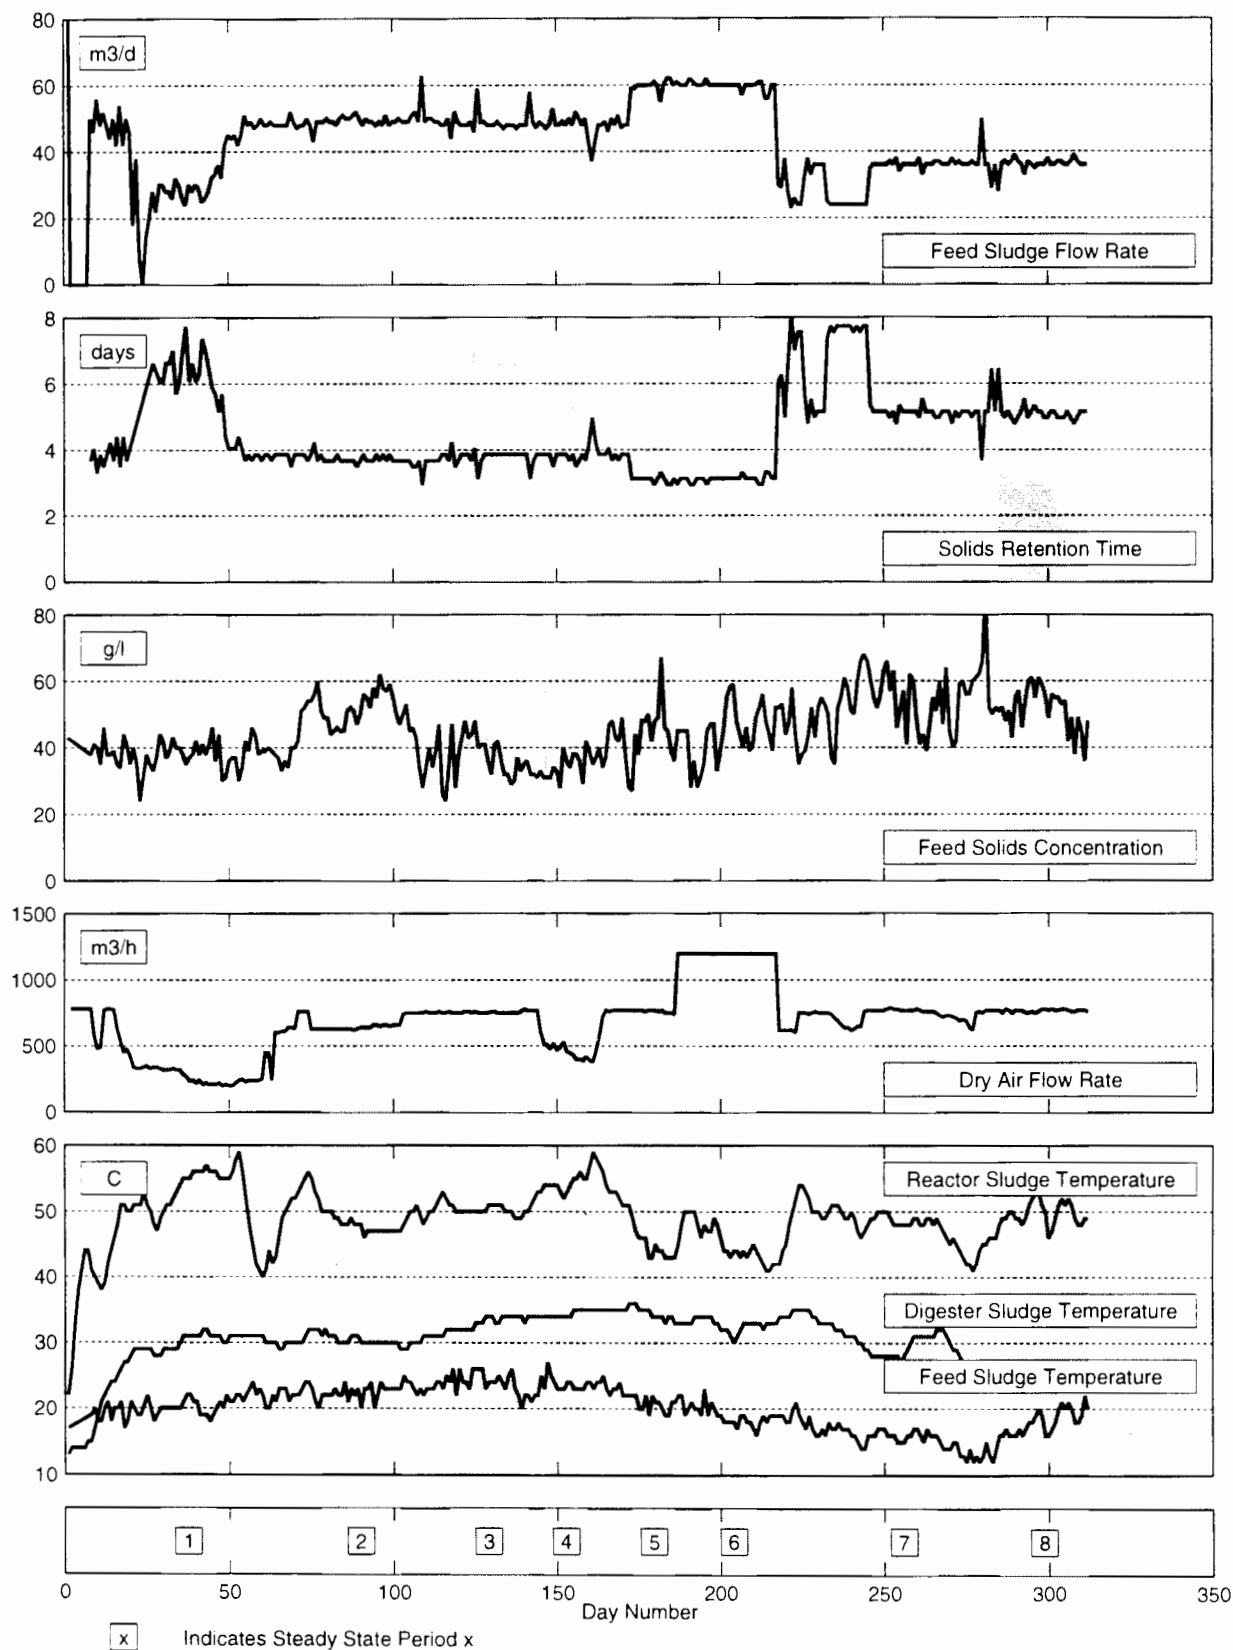 80
m3/d
60
40
20
Feed Sludge Flow Rate
0
8
days
6
4
2
Solids Retention Time
0
80
g/l
60
40
20
Feed Solids Concentration
0
1500
m3/h
1000
500
Dry Air Flow Rate
0
60
C
Reactor Sludge Temperature
50
40
Digester Sludge Temperature
30
Feed Sludge Temperature
20
10
1 2 3 4 5 6 7 8
0 50 100 150 200 250 300 350
Day Number
x Indicates Steady State Period x